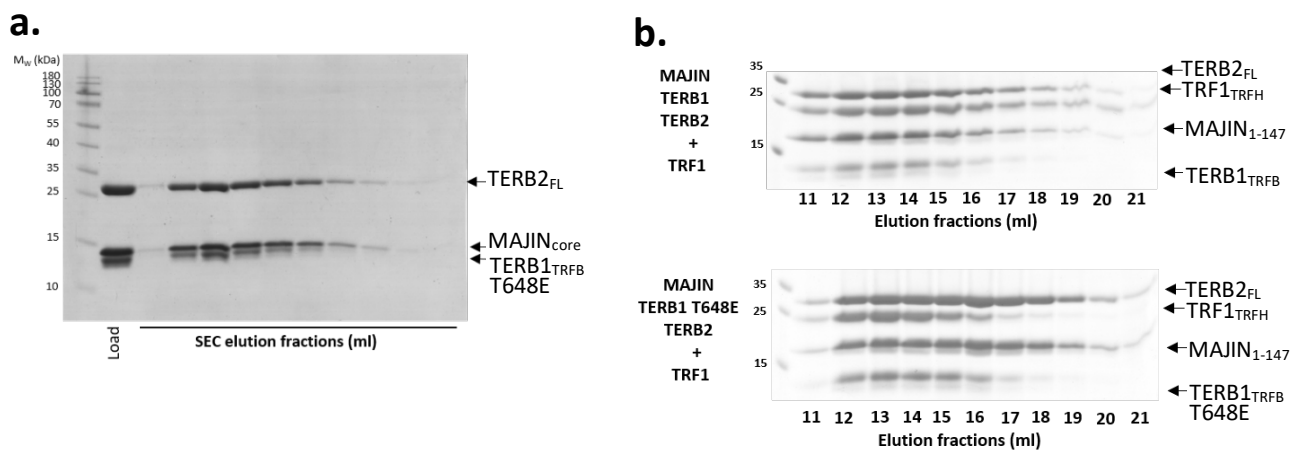 a.
Mw (kDa)
180
130
100
70
55
40
35
25
15
10
TERB2FL
MAJINcore
TERB1TRFB
T648E
Load
SEC elution fractions (ml)
b.
MAJIN
TERB1
TERB2
+
TRF1
35
25
15
TERB2FL
TRF1TRFH
MAJIN1-147
TERB1TRFB
11 12 13 14 15 16 17 18 19 20 21
Elution fractions (ml)
MAJIN
TERB1 T648E
TERB2
+
TRF1
35
25
15
TERB2FL
TRF1TRFH
MAJIN1-147
TERB1TRFB
T648E
11 12 13 14 15 16 17 18 19 20 21
Elution fractions (ml)